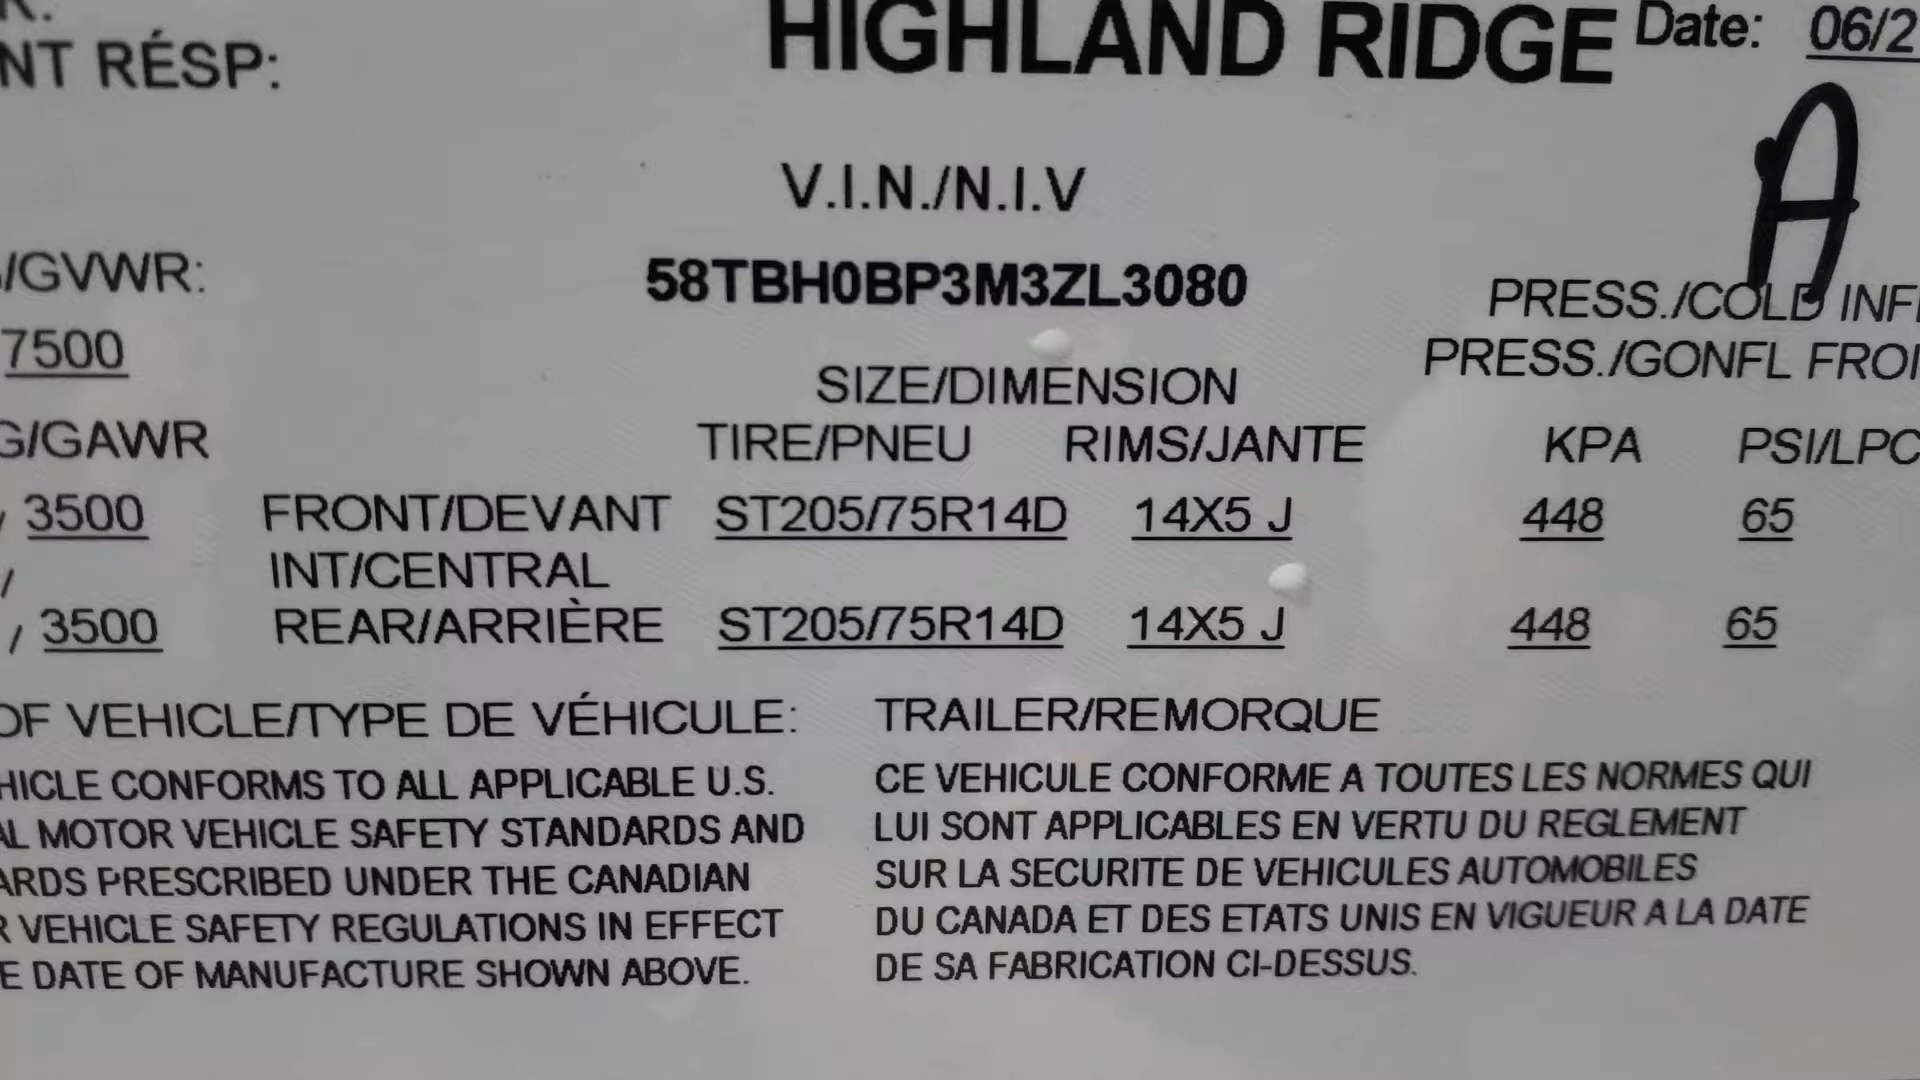 R.
NT RÉSP:
HIGHLAND RIDGE
Date: 06/2
A
V.I.N./N.I.V
58TBH0BP3M3ZL3080
/GVWR:
7500
PRESS./COLD INFL
PRESS./GONFL FROI
SIZE/DIMENSION
G/GAWR TIRE/PNEU RIMS/JANTE KPA PSI/LPC
/ 3500 FRONT/DEVANT ST205/75R14D 14X5 J 448 65
/ INT/CENTRAL
/ 3500 REAR/ARRIÈRE ST205/75R14D 14X5 J 448 65
OF VEHICLE/TYPE DE VÉHICULE: TRAILER/REMORQUE
HICLE CONFORMS TO ALL APPLICABLE U.S.
AL MOTOR VEHICLE SAFETY STANDARDS AND
ARDS PRESCRIBED UNDER THE CANADIAN
R VEHICLE SAFETY REGULATIONS IN EFFECT
E DATE OF MANUFACTURE SHOWN ABOVE.
CE VEHICULE CONFORME A TOUTES LES NORMES QUI
LUI SONT APPLICABLES EN VERTU DU REGLEMENT
SUR LA SECURITE DE VEHICULES AUTOMOBILES
DU CANADA ET DES ETATS UNIS EN VIGUEUR A LA DATE
DE SA FABRICATION CI-DESSUS.